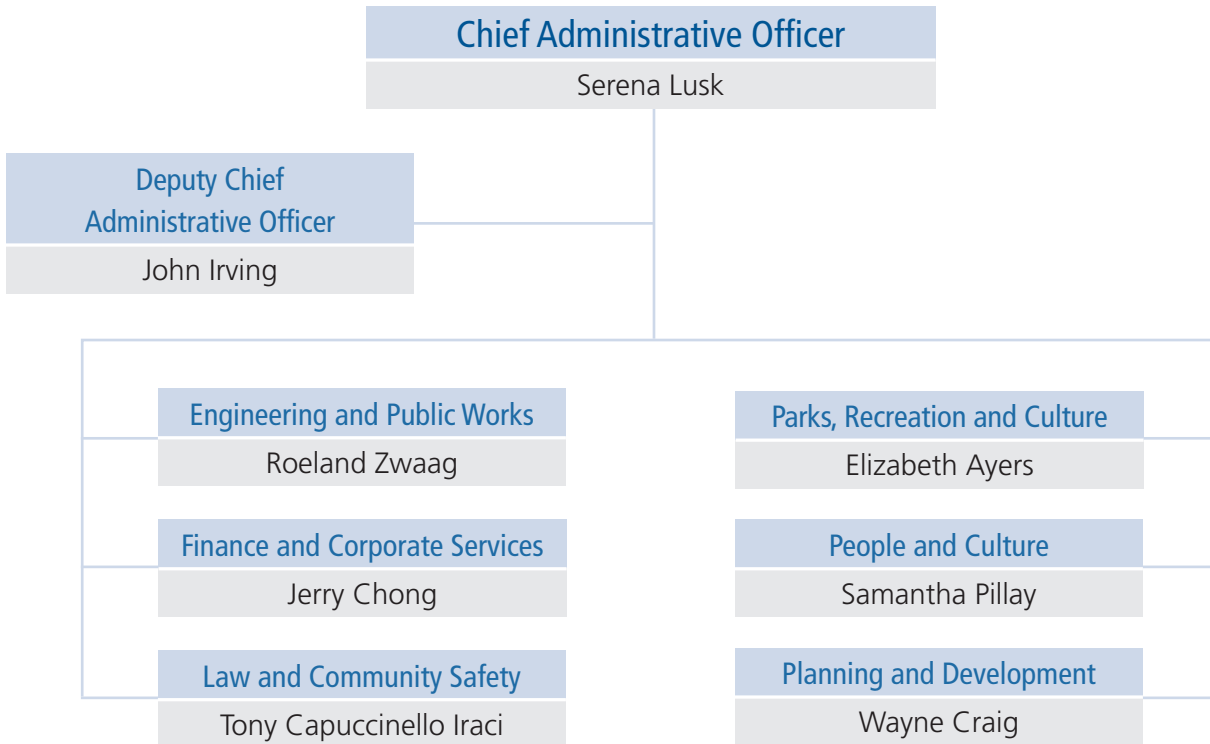 Chief Administrative Officer
Serena Lusk
Deputy Chief
Administrative Officer
John Irving
Engineering and Public Works
Roeland Zwaag
Finance and Corporate Services
Jerry Chong
Law and Community Safety
Tony Capuccinello Iraci
Parks, Recreation and Culture
Elizabeth Ayers
People and Culture
Samantha Pillay
Planning and Development
Wayne Craig